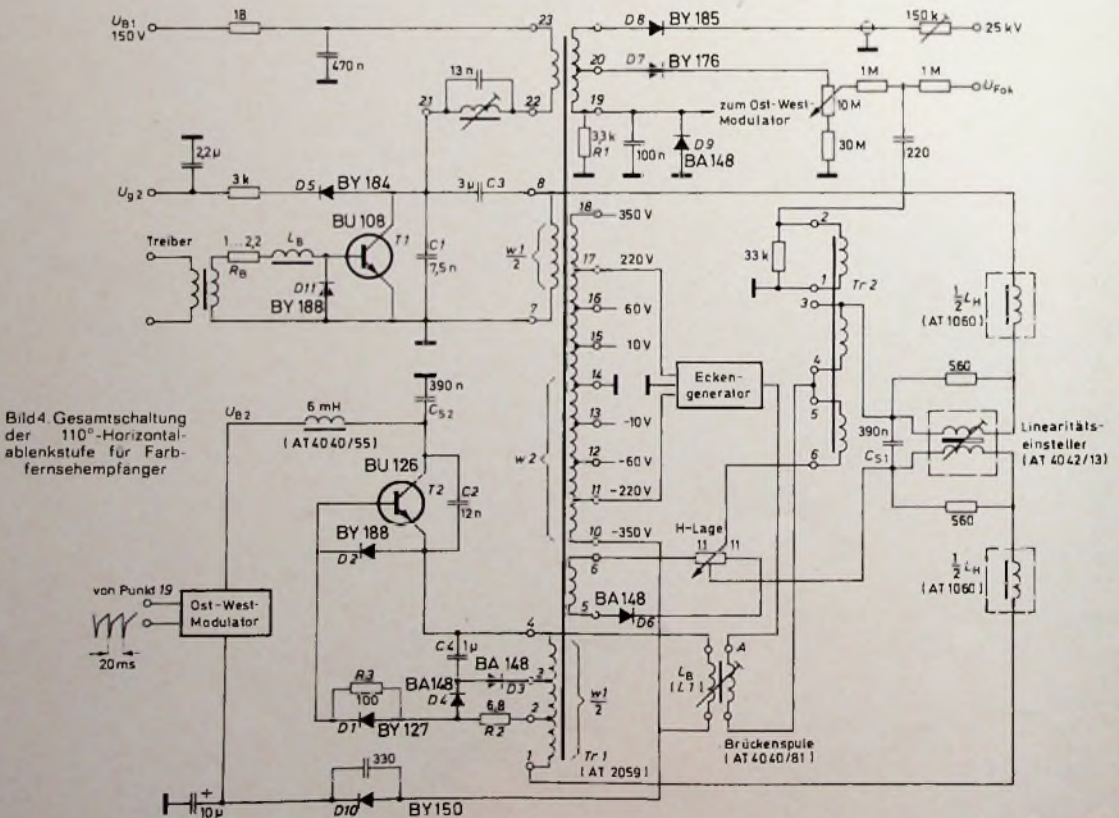 U_B1
150 V
18
470 n
23
13 n
21
22
D8
BY 185
150 k
25 kV
20
D7
BY 176
1 M
1 M
U_Fok
19
zum Ost-West-
Modulator
10 M
30 M
220
33k
R1
100n
D9
BA 148
2,2µ
U_g2
3 k
D5
BY 184
3 µ
C3
8
BU 108
T1
C1
7,5 n
Treiber
1...2,2
R_B
L_B
D11
BY 188
w1
2
7
18
350 V
17
220 V
16
60 V
15
10 V
14
13
-10 V
12
-60 V
11
-220 V
10
-350 V
w2
Ecken-
generator
33 k
2
1
3
Tr 2
4
5
6
1/2 L_H
(AT 1060)
560
390n
C_S1
Linearitäts-
einsteller
(AT 4042/13)
560
1/2 L_H
(AT 1060)
Bild 4. Gesamtschaltung
der 110°-Horizontal-
ablenkstufe für Farb-
fernsehempfänger
390 n
C_S2
U_B2
6 mH
(AT 4040/55)
BU 126
T2
C2
12 n
BY 188
D2
H-Lage
11
11
6
5
BA 148
D6
von Punkt 19
Ost-West-
Modulator
20 ms
C4
1µ
4
BA 148
D3
3
BA148
D4
R3
100
D1
BY 127
6,8
R2
2
1
w1
2
Tr 1
(AT 2059)
L_B
(L1)
A
Brückenspule
(AT 4040/81)
330
D10
BY 150
+
10 µ